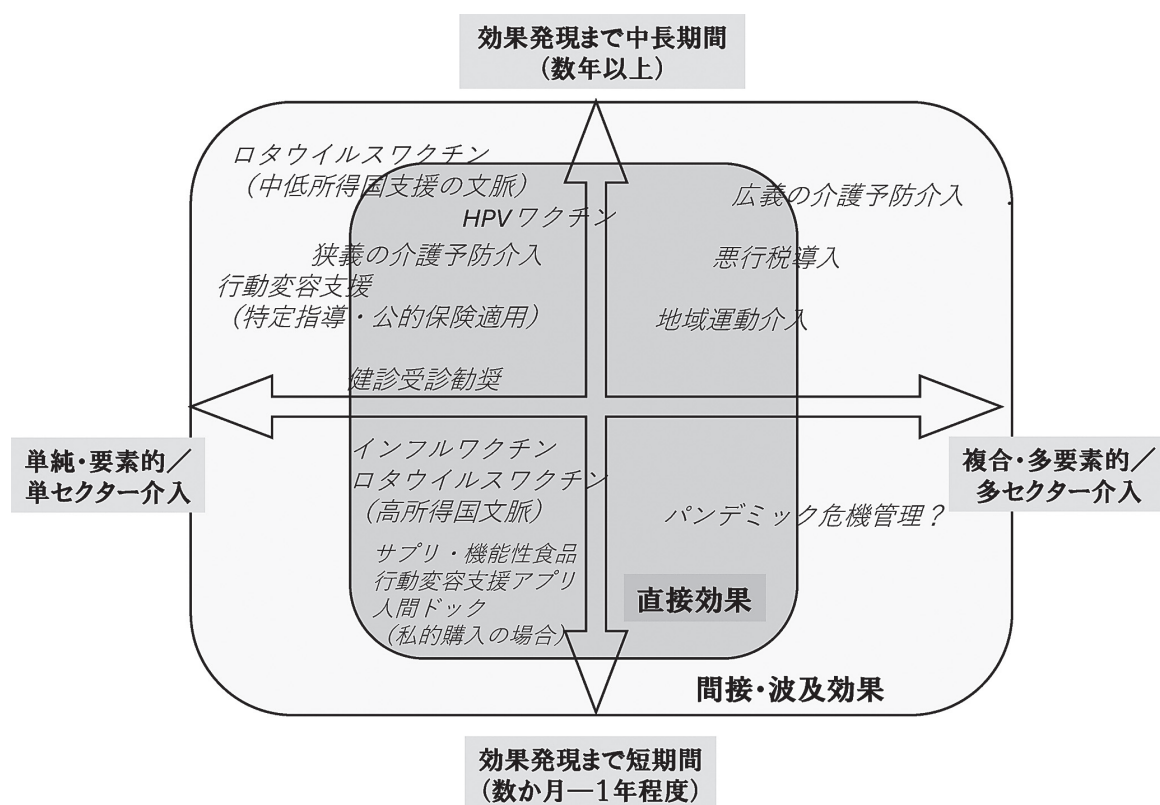 効果発現まで中長期間
(数年以上)
ロタウイルスワクチン
(中低所得国支援の文脈)
HPVワクチン
広義の介護予防介入
狭義の介護予防介入
悪行税導入
行動変容支援
(特定指導・公的保険適用)
地域運動介入
健診受診勧奨
単純・要素的／
単セクター介入
複合・多要素的／
多セクター介入
インフルワクチン
ロタウイルスワクチン
(高所得国文脈)
パンデミック危機管理？
サプリ・機能性食品
行動変容支援アプリ
人間ドック
(私的購入の場合)
直接効果
間接・波及効果
効果発現まで短期間
(数か月―1年程度)